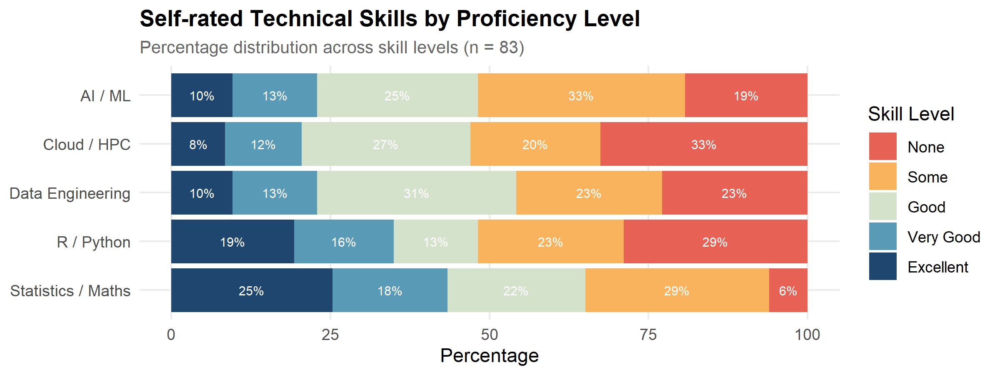 Self-rated Technical Skills by Proficiency Level
Percentage distribution across skill levels (n = 83)
AI / ML 10% 13% 25% 33% 19%
Cloud / HPC 8% 12% 27% 20% 33%
Data Engineering 10% 13% 31% 23% 23%
R / Python 19% 16% 13% 23% 29%
Statistics / Maths 25% 18% 22% 29% 6%
0 25 50 75 100
Percentage
Skill Level
None
Some
Good
Very Good
Excellent